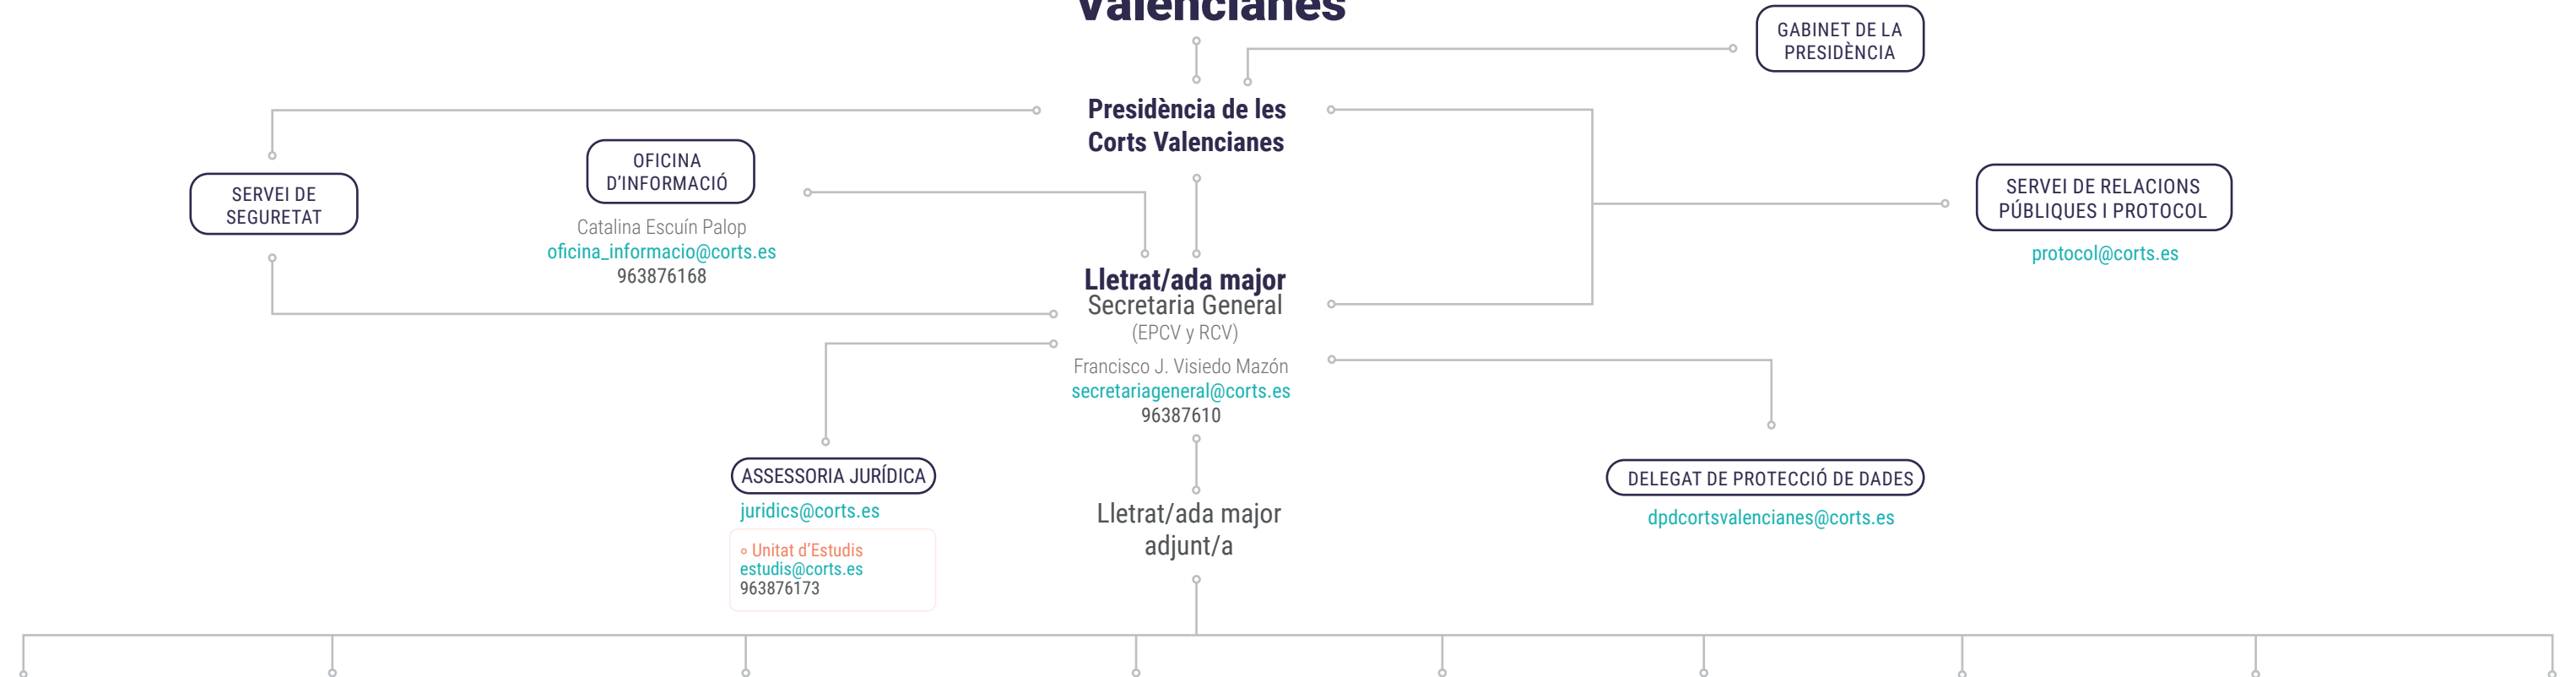 Valencianes
GABINET DE LA
PRESIDÈNCIA
Presidència de les
Corts Valencianes
OFICINA
D'INFORMACIÓ
Catalina Escuín Palop
oficina_informacio@corts.es
963876168
SERVEI DE
SEGURETAT
SERVEI DE RELACIONS
PÚBLIQUES I PROTOCOL
protocol@corts.es
Lletrat/ada major
Secretaria General
(EPCV y RCV)
Francisco J. Visiedo Mazón
secretariageneral@corts.es
96387610
ASSESSORIA JURÍDICA
juridics@corts.es
Unitat d'Estudis
estudis@corts.es
963876173
Lletrat/ada major
adjunt/a
DELEGAT DE PROTECCIÓ DE DADES
dpdcortsvalencianes@corts.es